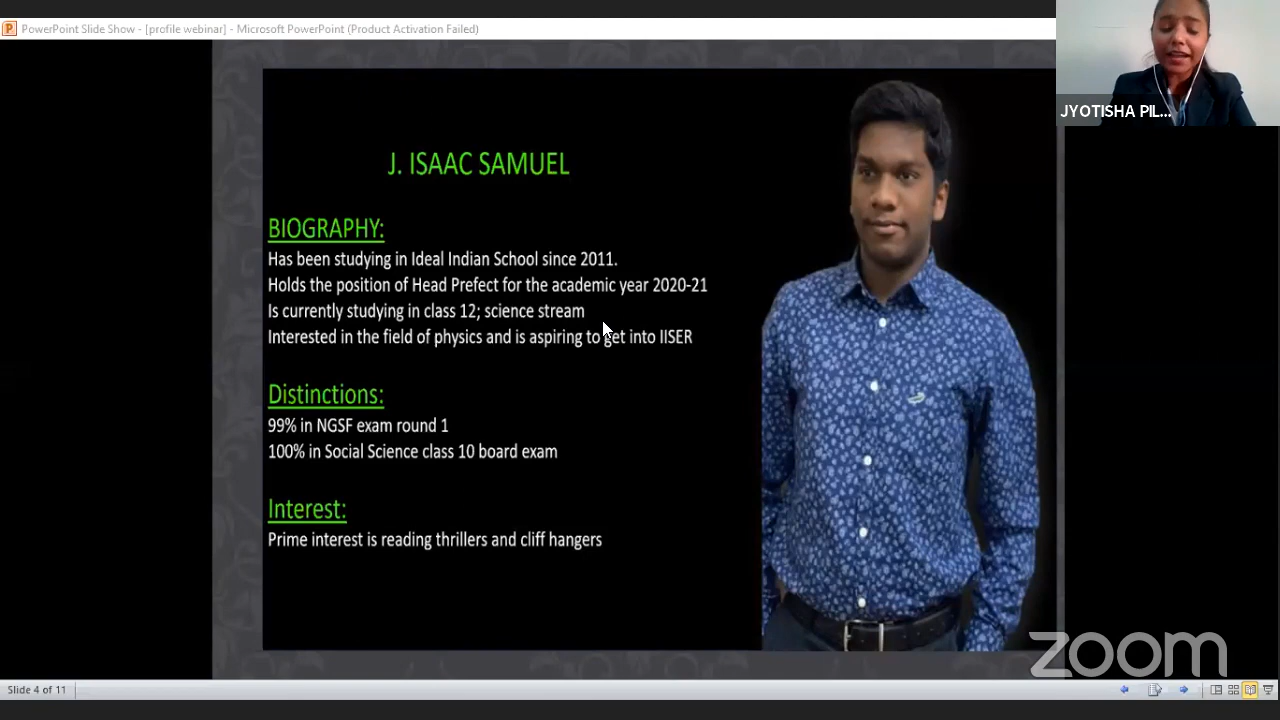 PowerPoint Slide Show - [profile webinar] - Microsoft PowerPoint (Product Activation Failed)
JYOTISHA PIL...
J. ISAAC SAMUEL
BIOGRAPHY:
Has been studying in Ideal Indian School since 2011.
Holds the position of Head Prefect for the academic year 2020-21
Is currently studying in class 12; science stream
Interested in the field of physics and is aspiring to get into IISER
Distinctions:
99% in NGSF exam round 1
100% in Social Science class 10 board exam
Interest:
Prime interest is reading thrillers and cliff hangers
zoom
Slide 4 of 11